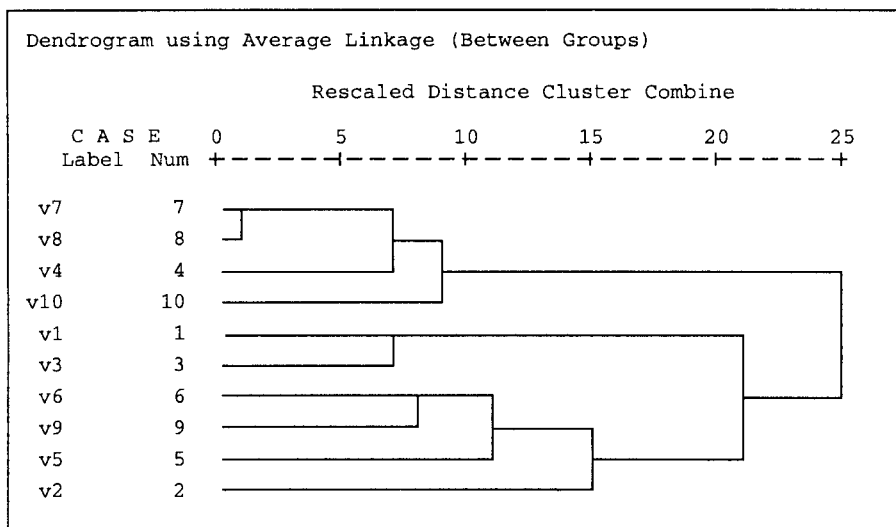 Dendrogram using Average Linkage (Between Groups)
Rescaled Distance Cluster Combine
C A S E 0 5 10 15 20 25
Label Num +---------+---------+---------+---------+---------+
v7 7
v8 8
v4 4
v10 10
v1 1
v3 3
v6 6
v9 9
v5 5
v2 2